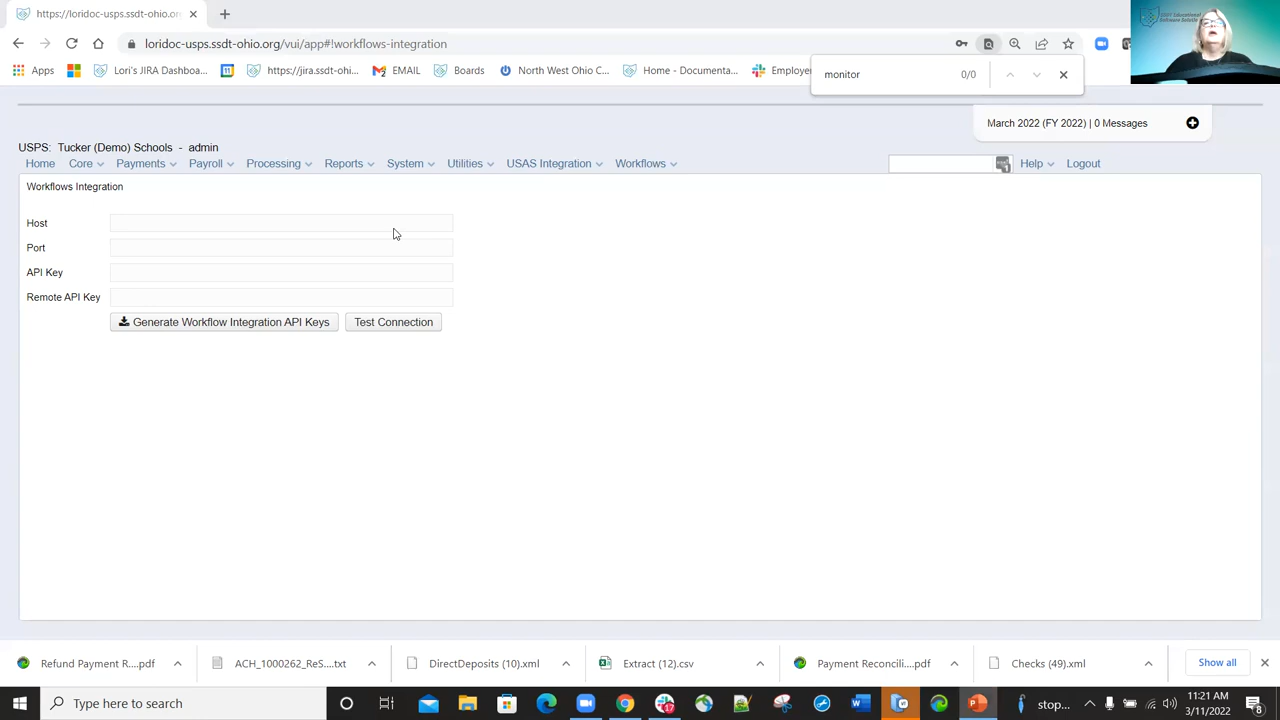 https://loridoc-usps.ssdt-ohio.org/
loridoc-usps.ssdt-ohio.org/vui/app#!workflows-integration
Apps
Lori's JIRA Dashboa...
https://jira.ssdt-ohi...
EMAIL
Boards
North West Ohio C...
Home - Documenta...
Employe
monitor 0/0
March 2022 (FY 2022) | 0 Messages
USPS: Tucker (Demo) Schools - admin
Home Core Payments Payroll Processing Reports System Utilities USAS Integration Workflows Help Logout
Workflows Integration
Host
Port
API Key
Remote API Key
Generate Workflow Integration API Keys Test Connection
Refund Payment R....pdf
ACH_1000262_ReS....txt
DirectDeposits (10).xml
Extract (12).csv
Payment Reconcili....pdf
Checks (49).xml
Show all
Type here to search
stop...
11:21 AM
3/11/2022